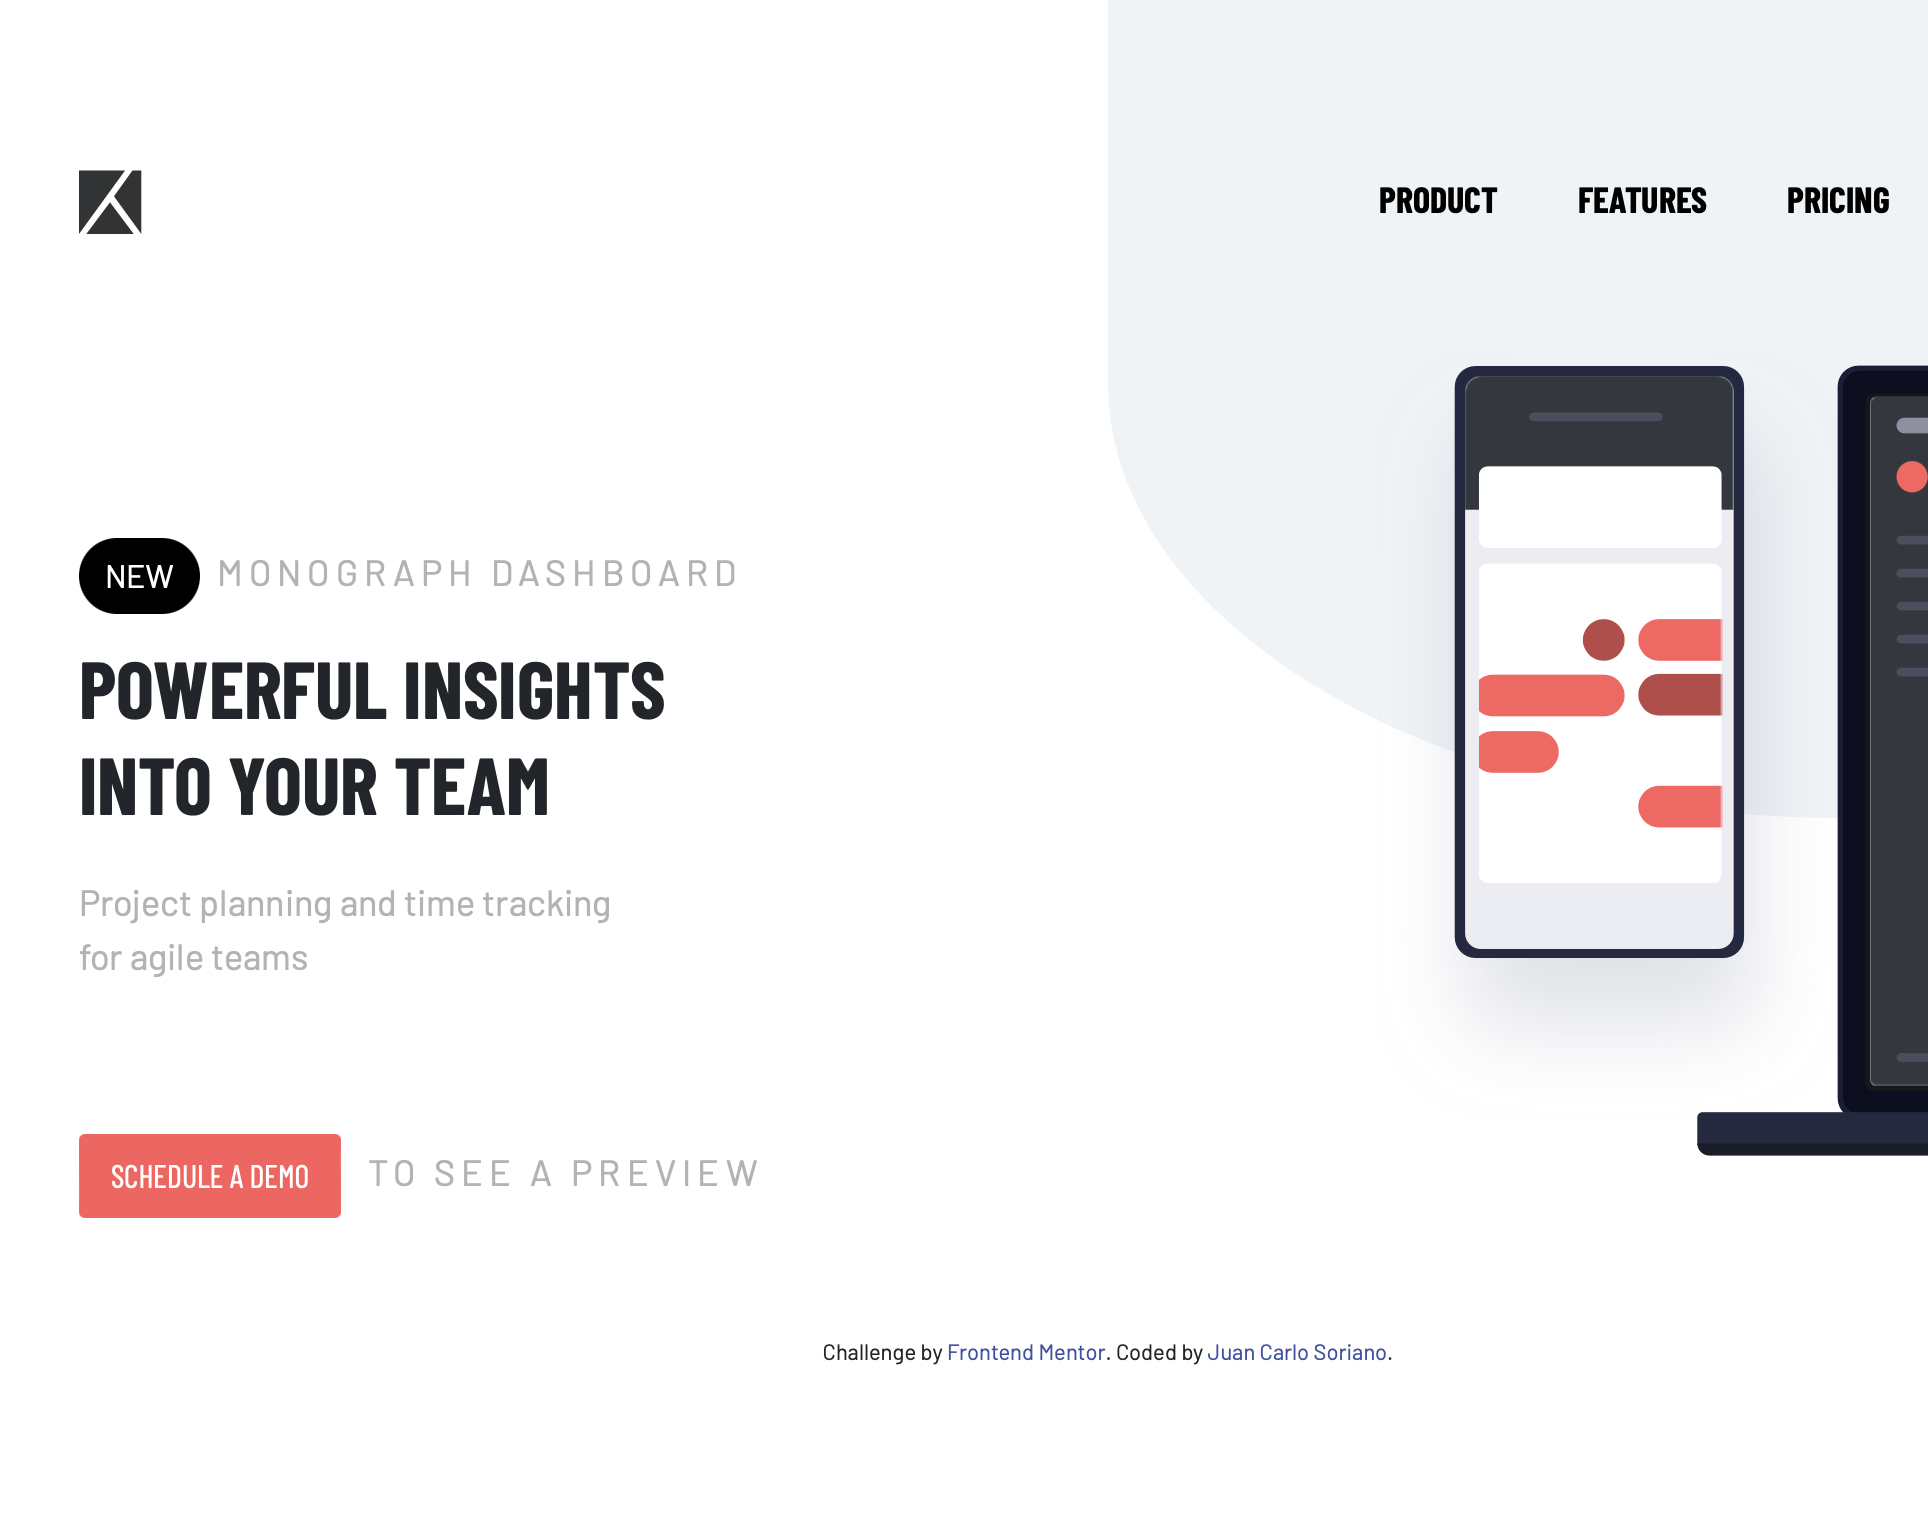 PRODUCT FEATURES PRICING
NEW MONOGRAPH DASHBOARD
POWERFUL INSIGHTS
INTO YOUR TEAM
Project planning and time tracking
for agile teams
SCHEDULE A DEMO TO SEE A PREVIEW
Challenge by Frontend Mentor. Coded by Juan Carlo Soriano.